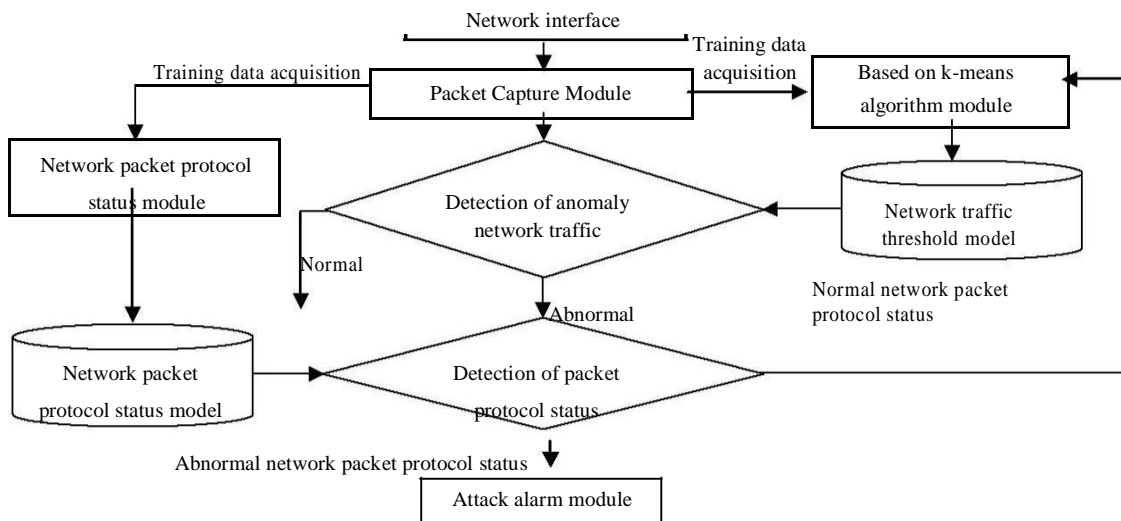 Network interface
Training data acquisition
Training data
acquisition
Packet Capture Module
Based on k-means
algorithm module
Network packet protocol
status module
Detection of anomaly
network traffic
Network traffic
threshold model
Normal
Normal network packet
protocol status
Abnormal
Network packet
protocol status model
Detection of packet
protocol status
Abnormal network packet protocol status
Attack alarm module